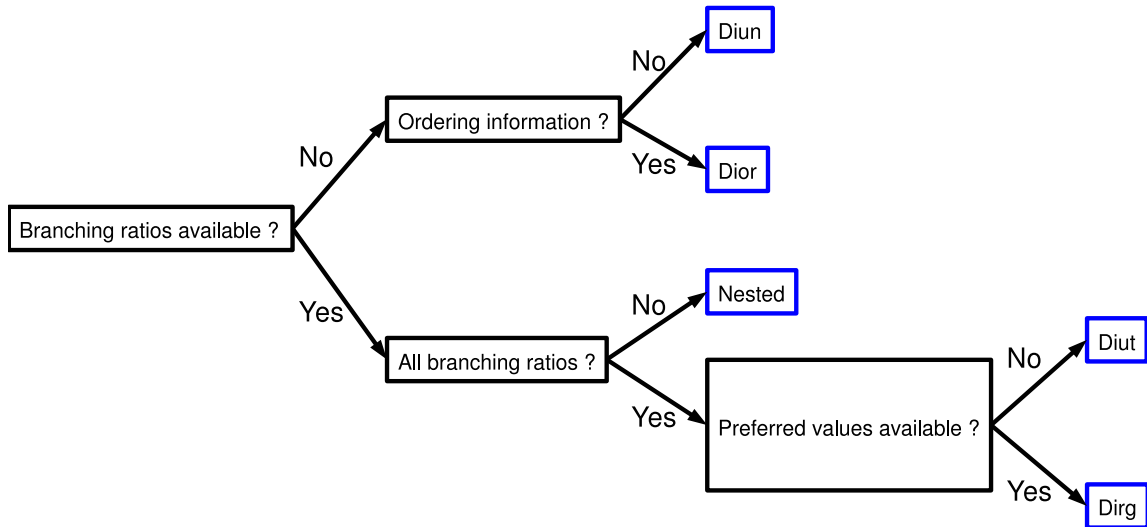 Diun
No
Ordering information ?
No
Yes
Dior
Branching ratios available ?
Yes
No
Nested
All branching ratios ?
No
Diut
Yes
Preferred values available ?
Yes
Dirg